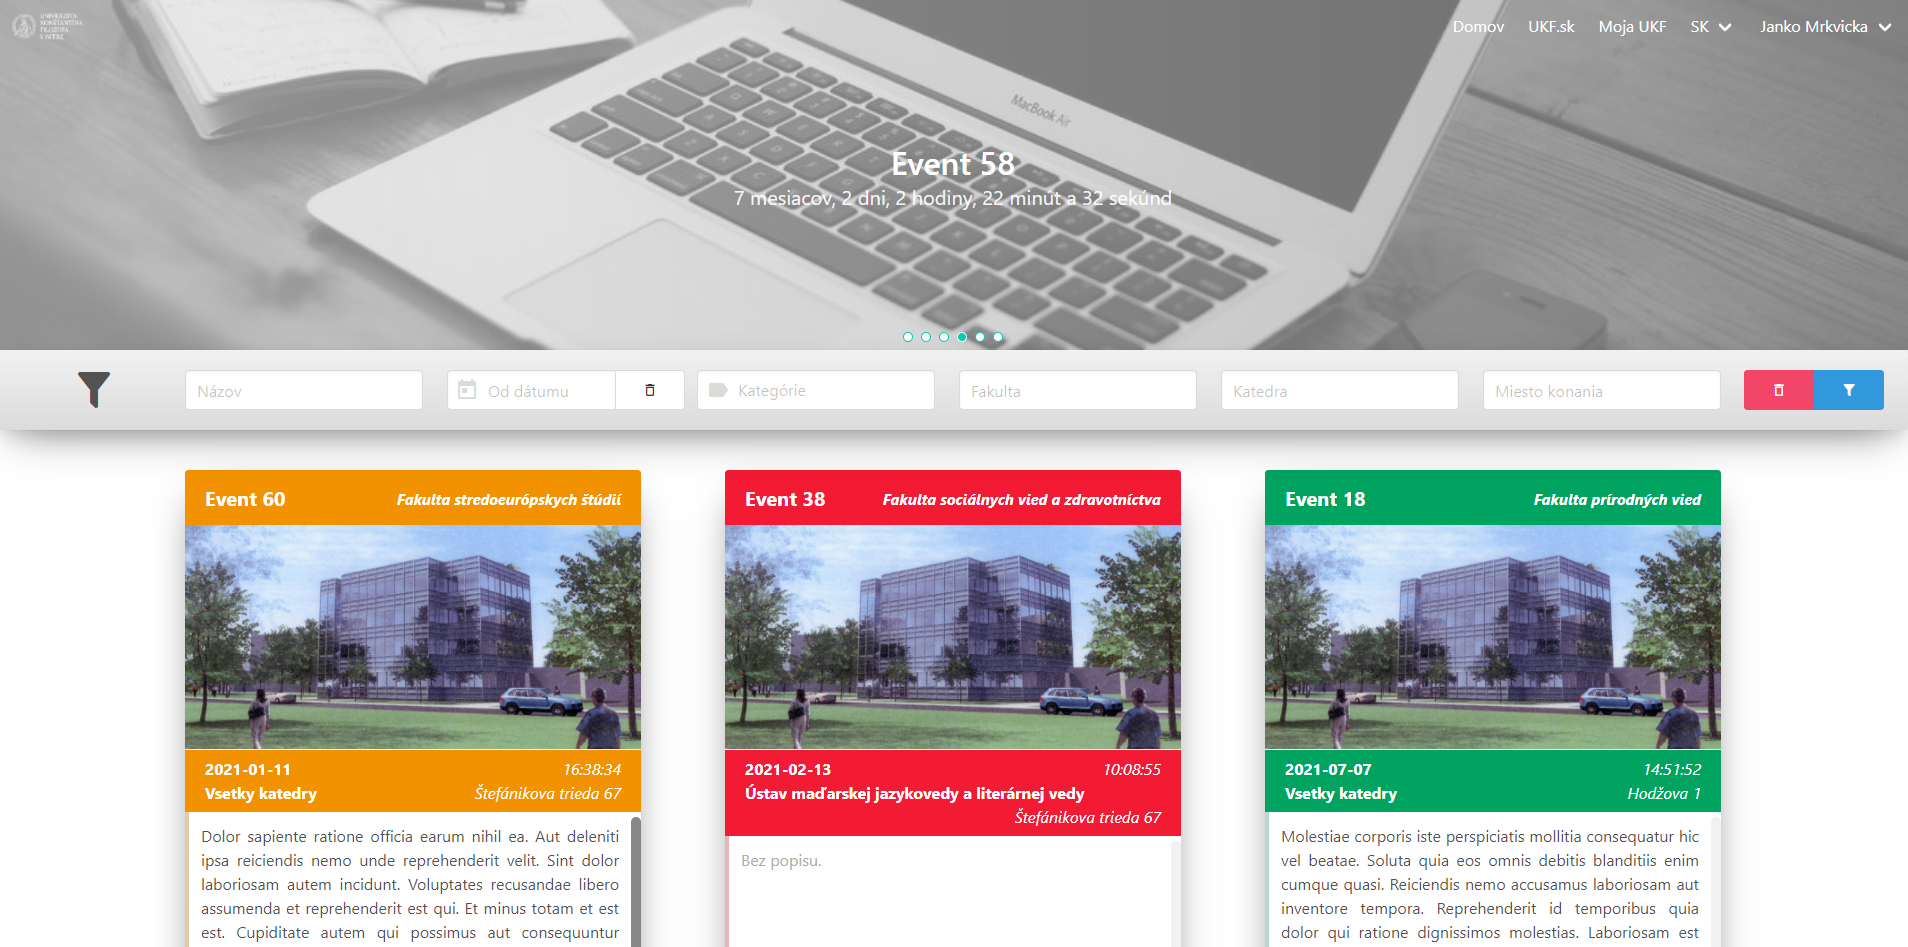 UNIVERZITA
KONŠTANTÍNA
FILOZOFA
V NITRE
Domov UKF.sk Moja UKF SK Janko Mrkvicka
MacBook Air
Event 58
7 mesiacov, 2 dni, 2 hodiny, 22 minút a 32 sekúnd
Názov Od dátumu Kategórie Fakulta Katedra Miesto konania
Event 60 Fakulta stredoeurópskych štúdií
2021-01-11 16:38:34
Vsetky katedry Štefánikova trieda 67
Dolor sapiente ratione officia earum nihil ea. Aut deleniti
ipsa reiciendis nemo unde reprehenderit velit. Sint dolor
laboriosam autem incidunt. Voluptates recusandae libero
assumenda et reprehenderit est qui. Et minus totam et est
est. Cupiditate autem qui possimus aut consequuntur
Event 38 Fakulta sociálnych vied a zdravotníctva
2021-02-13 10:08:55
Ústav maďarskej jazykovedy a literárnej vedy
Štefánikova trieda 67
Bez popisu.
Event 18 Fakulta prírodných vied
2021-07-07 14:51:52
Vsetky katedry Hodžova 1
Molestiae corporis iste perspiciatis mollitia consequatur hic
vel beatae. Soluta quia eos omnis debitis blanditiis enim
cumque quasi. Reiciendis nemo accusamus laboriosam aut
inventore tempora. Reprehenderit id temporibus quia
dolor qui ratione dignissimos molestias. Laboriosam est